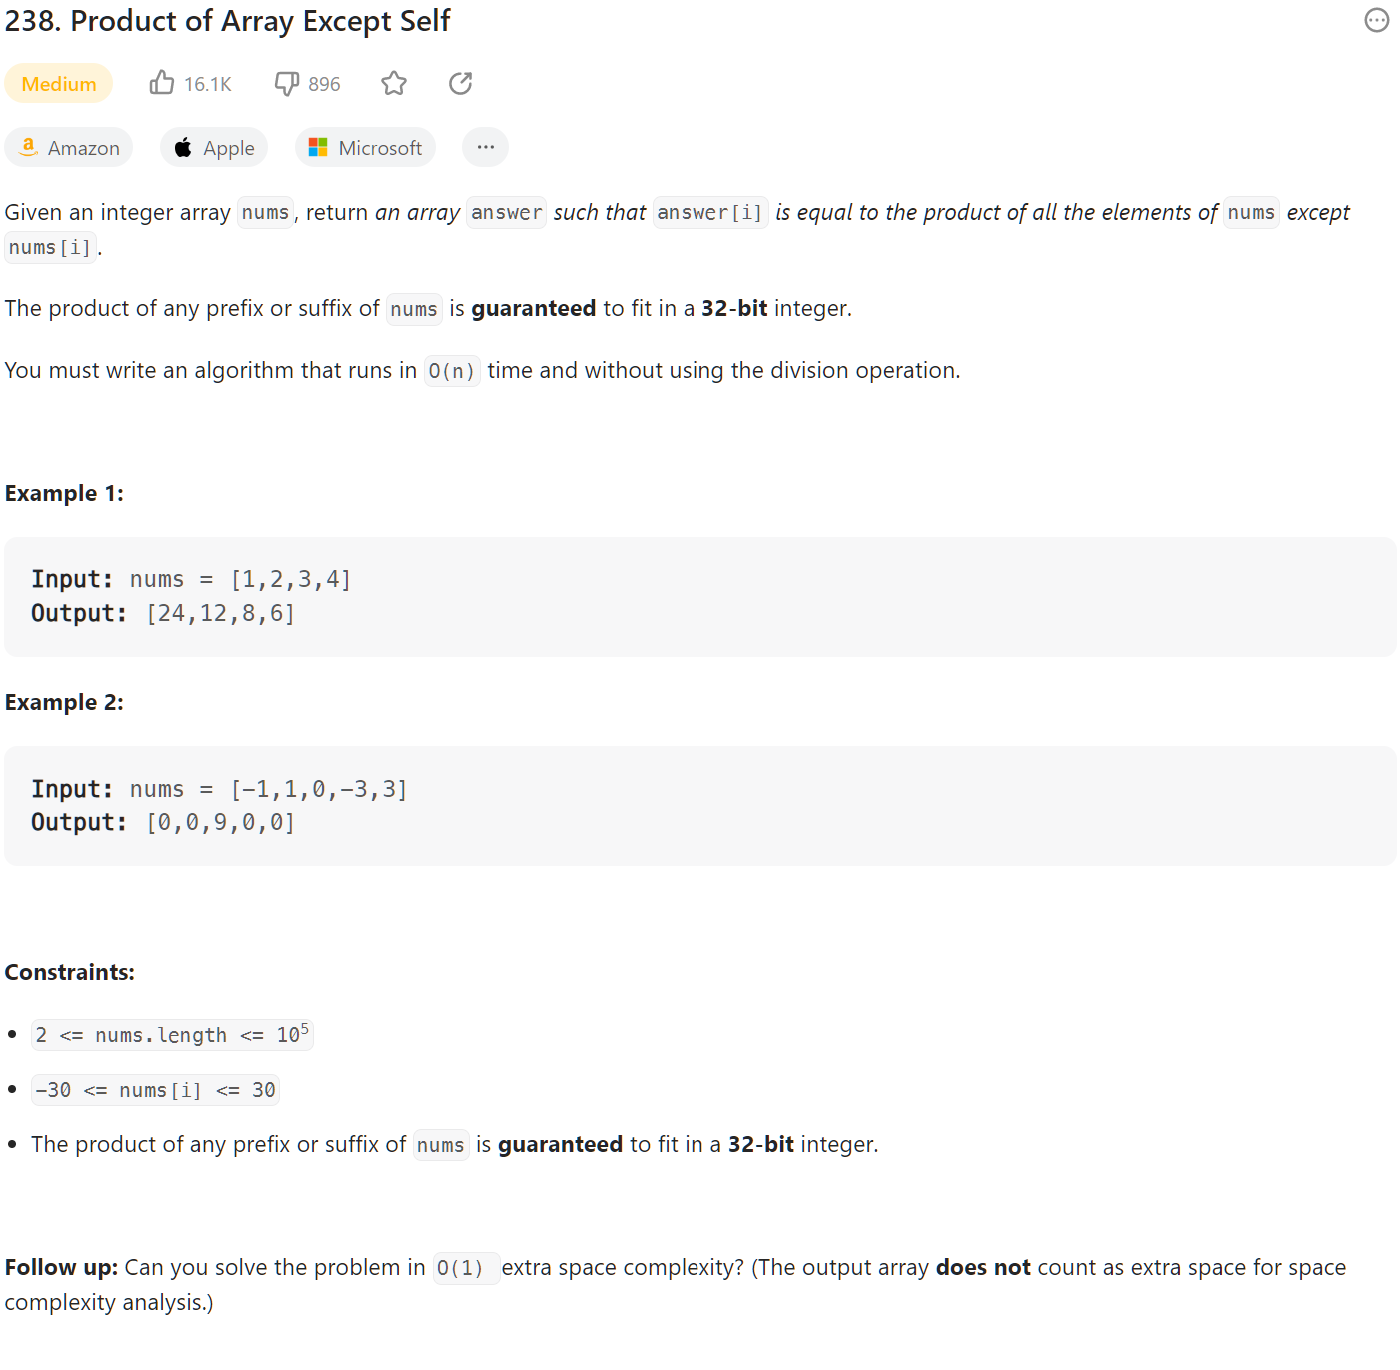 238. Product of Array Except Self
Medium 16.1K 896
Amazon Apple Microsoft ...
Given an integer array nums, return an array answer such that answer[i] is equal to the product of all the elements of nums except
nums[i].
The product of any prefix or suffix of nums is guaranteed to fit in a 32-bit integer.
You must write an algorithm that runs in O(n) time and without using the division operation.
Example 1:
Input: nums = [1,2,3,4]
Output: [24,12,8,6]
Example 2:
Input: nums = [-1,1,0,-3,3]
Output: [0,0,9,0,0]
Constraints:
• 2 <= nums.length <= 10⁵
• -30 <= nums[i] <= 30
• The product of any prefix or suffix of nums is guaranteed to fit in a 32-bit integer.
Follow up: Can you solve the problem in O(1) extra space complexity? (The output array does not count as extra space for space
complexity analysis.)